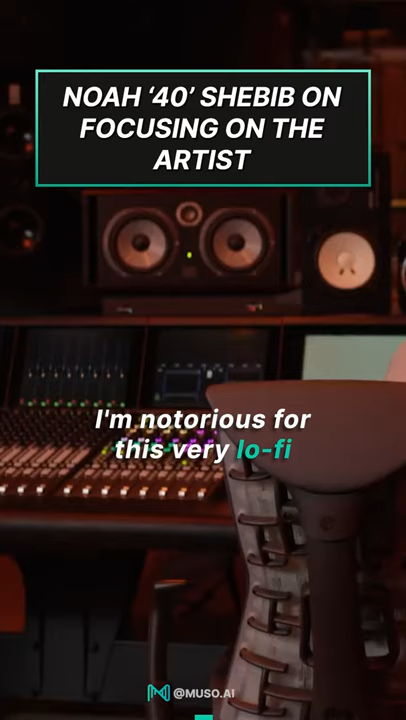 NOAH ‘40’ SHEBIB ON
FOCUSING ON THE
ARTIST
I'm notorious for
this very lo-fi
@MUSO.AI